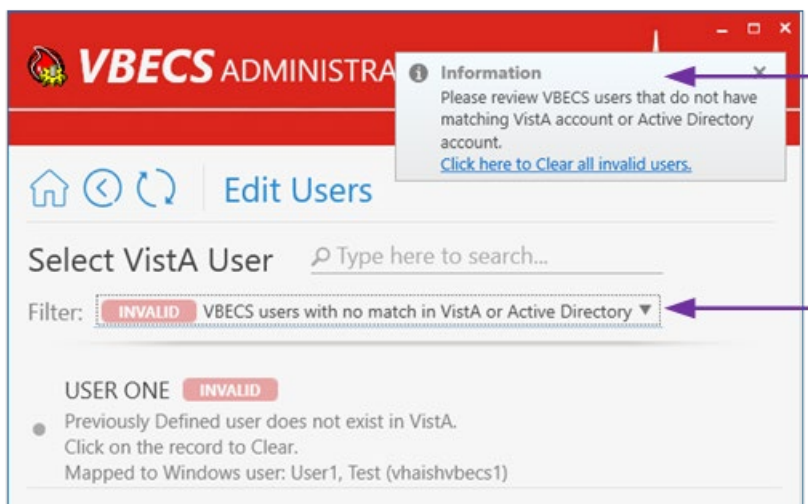 VBECS ADMINISTRA
Information
Please review VBECS users that do not have
matching VistA account or Active Directory
account.
Click here to Clear all invalid users.
Edit Users
Select VistA User
Type here to search...
Filter: INVALID VBECS users with no match in VistA or Active Directory
USER ONE INVALID
Previously Defined user does not exist in VistA.
Click on the record to Clear.
Mapped to Windows user: User1, Test (vhaishvbecs1)